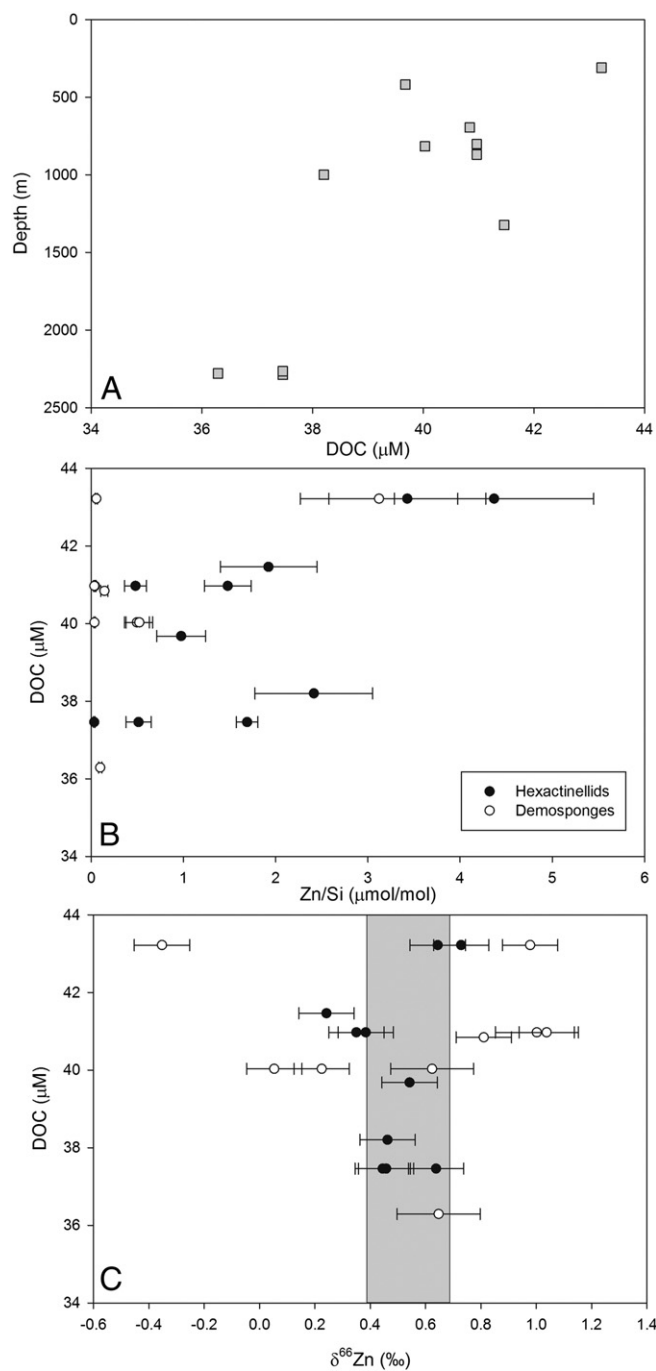 0
500
1000
1500
2000
2500
Depth (m)
A
34 36 38 40 42 44
DOC (μM)
44
42
40
38
36
34
DOC (μM)
Hexactinellids
Demosponges
B
0 1 2 3 4 5 6
Zn/Si (μmol/mol)
44
42
40
38
36
34
DOC (μM)
C
-0.6 -0.4 -0.2 0.0 0.2 0.4 0.6 0.8 1.0 1.2 1.4
δ⁶⁶Zn (‰)